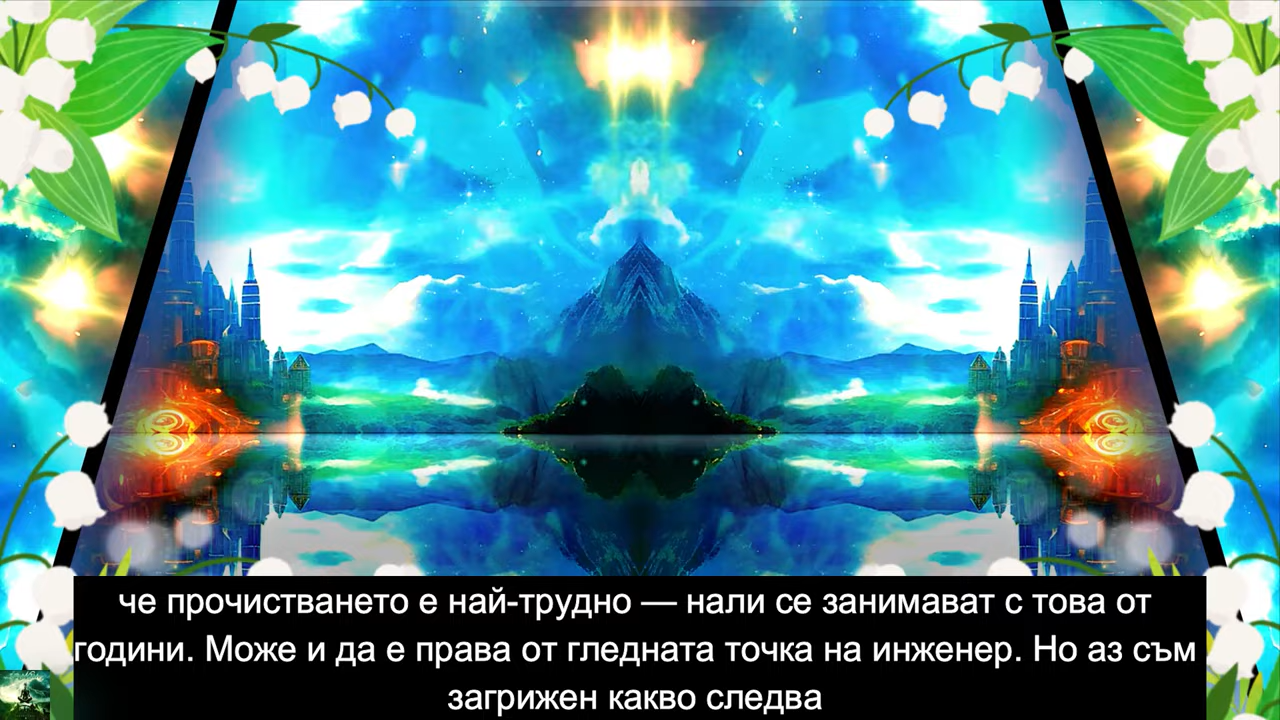 че прочистването е най-трудно — нали се занимават с това от
години. Може и да е права от гледната точка на инженер. Но аз съм
загрижен какво следва